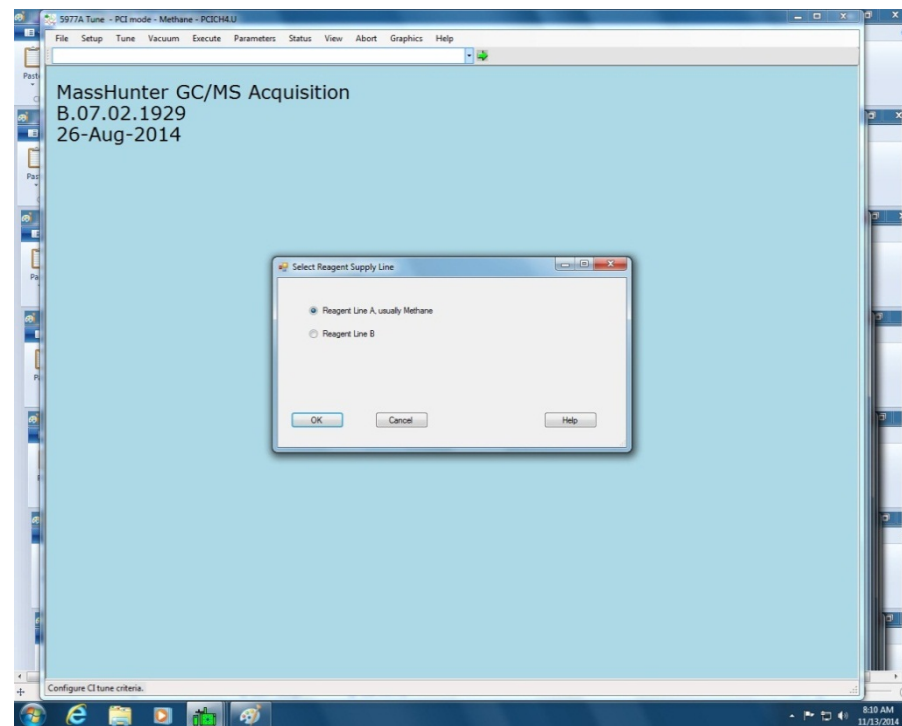 5977A Tune - PCI mode - Methane - PCICH4.U
File Setup Tune Vacuum Execute Parameters Status View Abort Graphics Help
MassHunter GC/MS Acquisition
B.07.02.1929
26-Aug-2014
Select Reagent Supply Line
Reagent Line A, usually Methane
Reagent Line B
OK Cancel Help
Configure CI tune criteria.
8:10 AM
11/13/2014